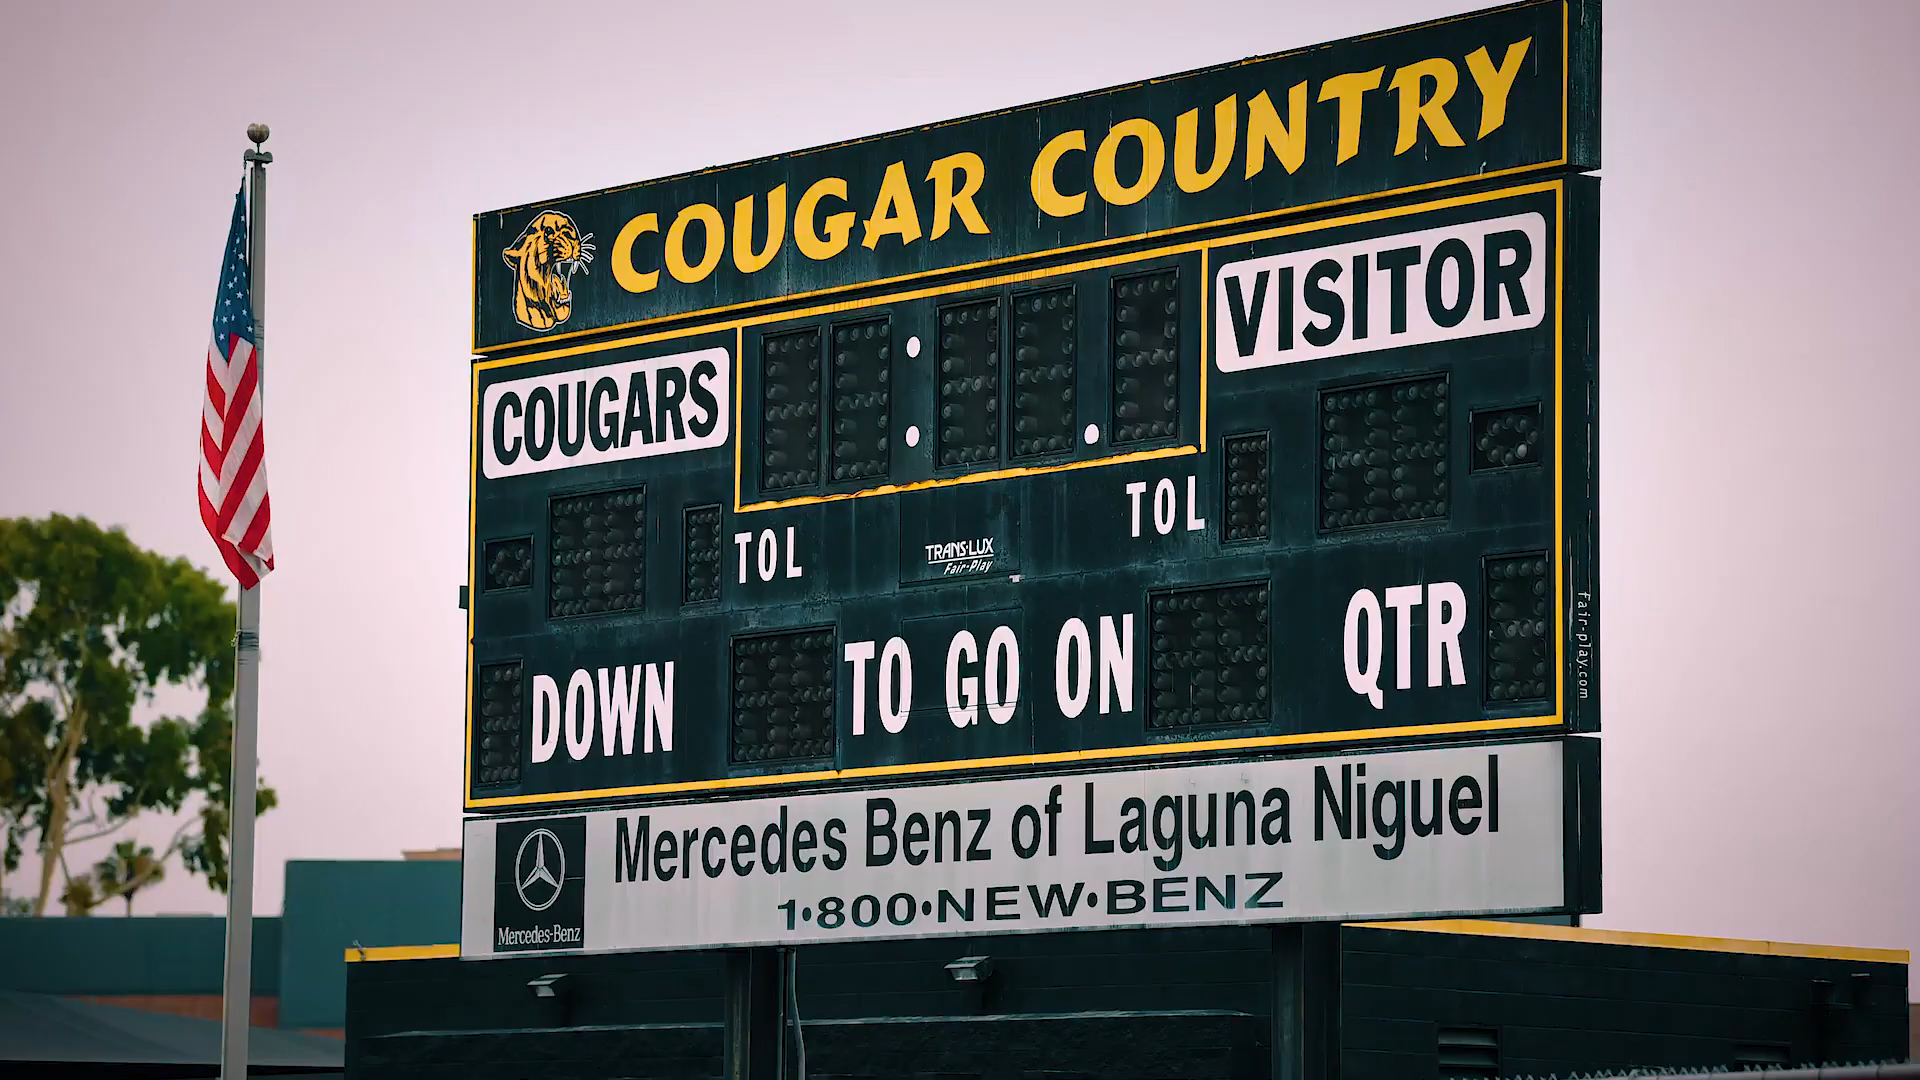 COUGAR COUNTRY
COUGARS
VISITOR
TOL
TOL
TRANS-LUX
Fair-Play
DOWN
TO GO ON
QTR
fair-play.com
Mercedes Benz of Laguna Niguel
1·800·NEW·BENZ
Mercedes-Benz